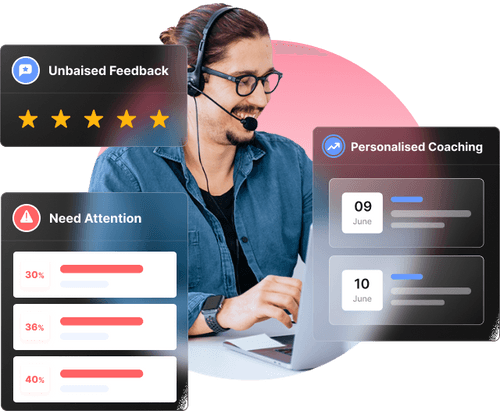 Unbaised Feedback
Need Attention
30%
36%
40%
Personalised Coaching
09
June
10
June